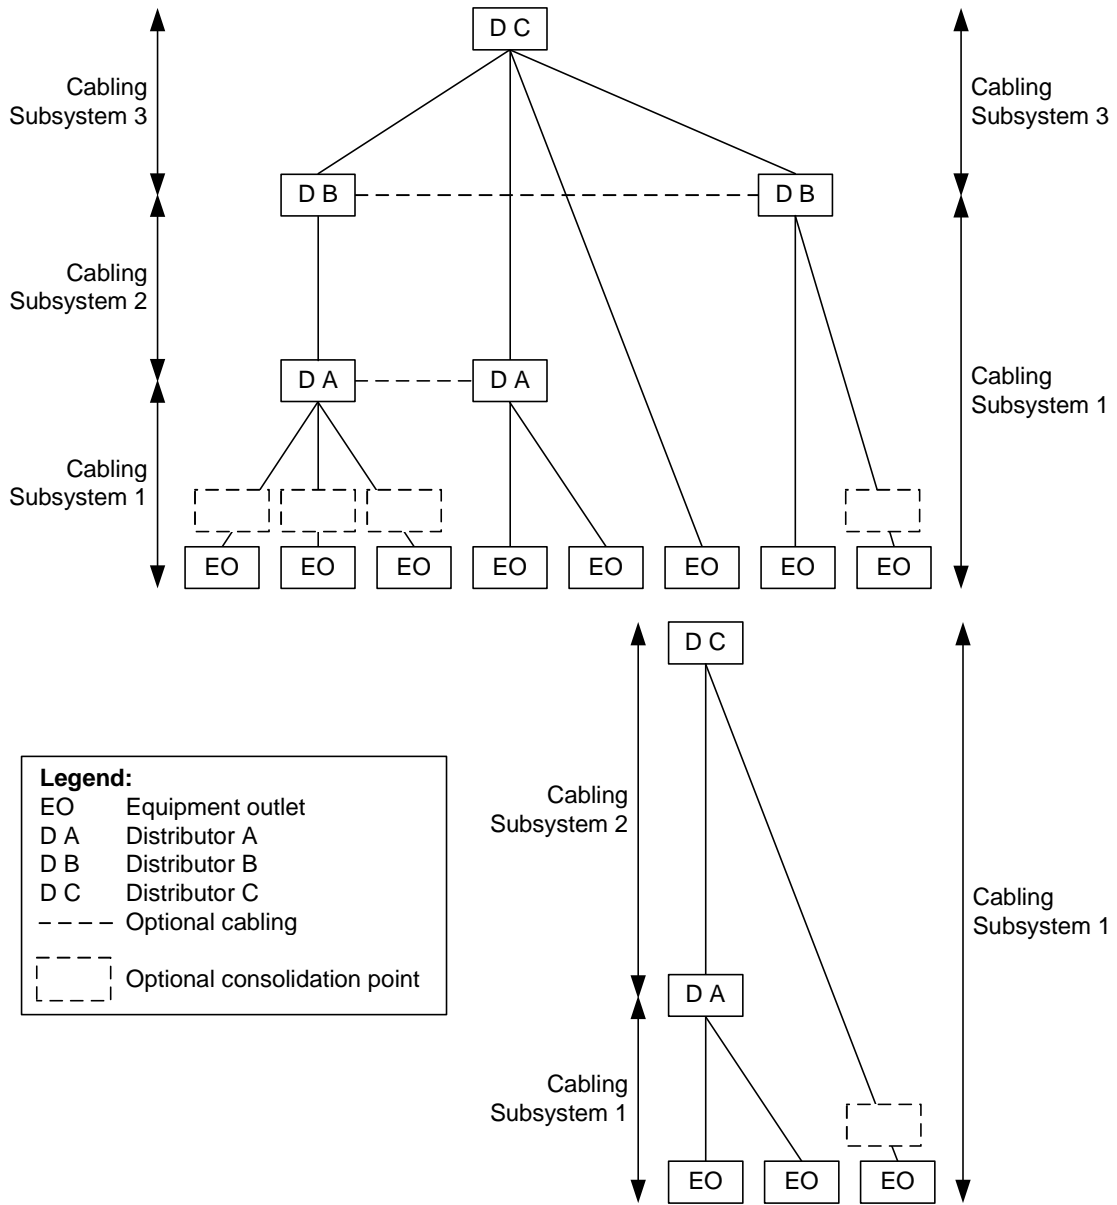 D C
Cabling
Subsystem 3
Cabling
Subsystem 3
D B
D B
Cabling
Subsystem 2
D A
D A
Cabling
Subsystem 1
Cabling
Subsystem 1
EO
EO
EO
EO
EO
EO
EO
EO
D C
Legend:
EO Equipment outlet
D A Distributor A
D B Distributor B
D C Distributor C
Optional cabling
Optional consolidation point
Cabling
Subsystem 2
Cabling
Subsystem 1
D A
Cabling
Subsystem 1
EO
EO
EO